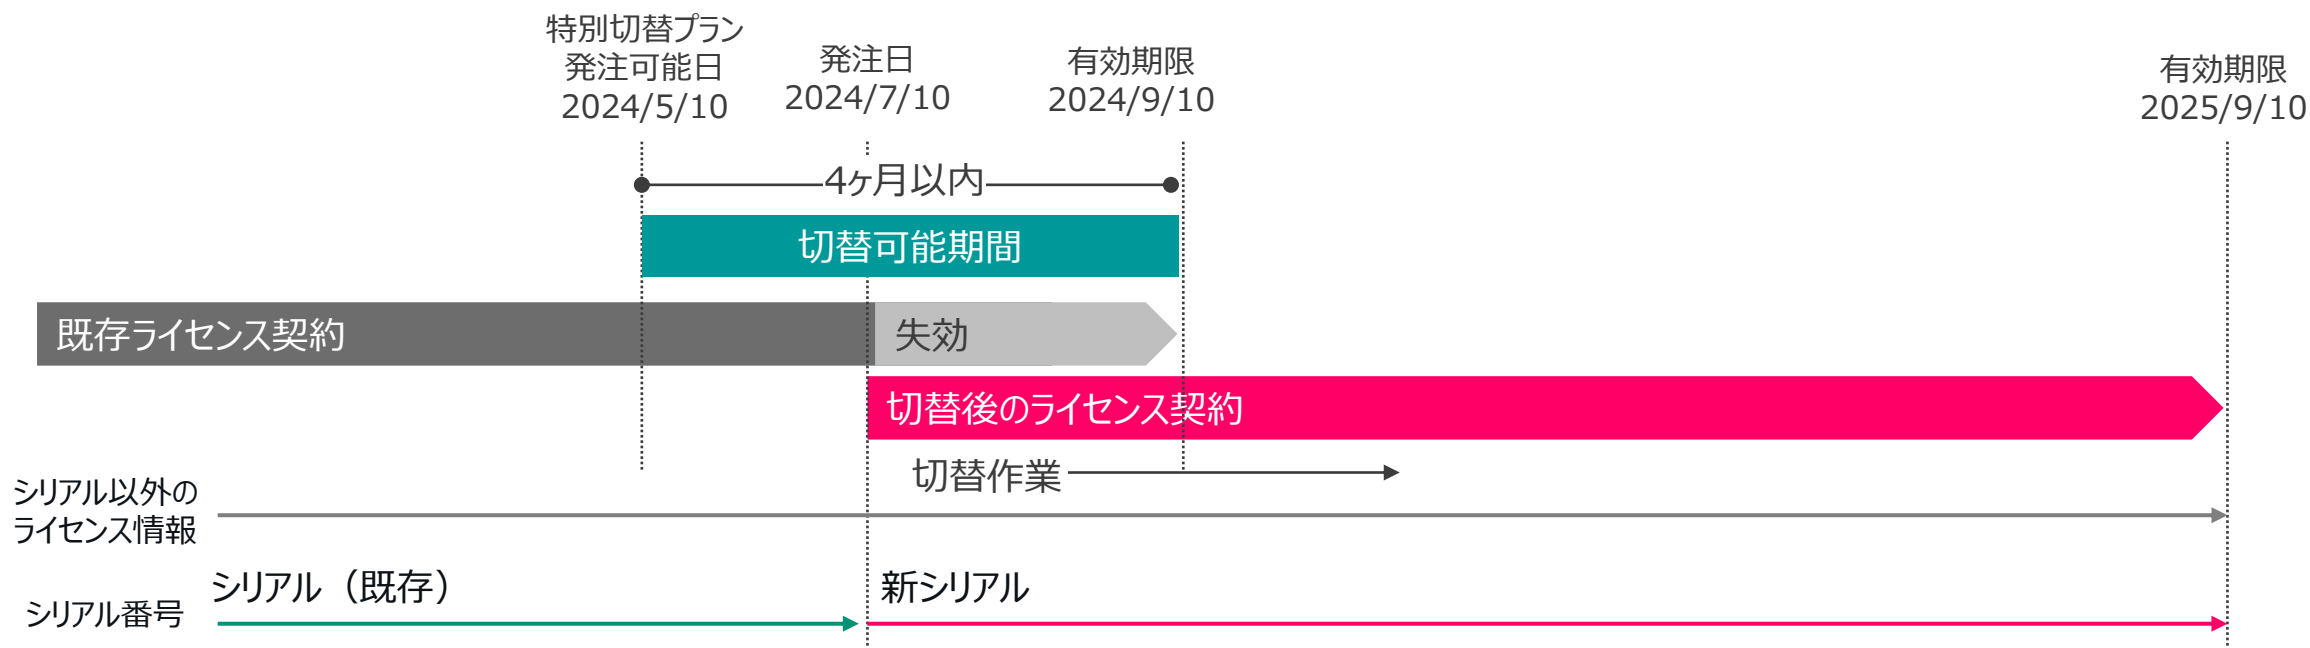 特別切替プラン
発注可能日
2024/5/10
発注日
2024/7/10
有効期限
2024/9/10
有効期限
2025/9/10
4ヶ月以内
切替可能期間
既存ライセンス契約
失効
切替後のライセンス契約
切替作業
シリアル以外の
ライセンス情報
シリアル（既存）
新シリアル
シリアル番号